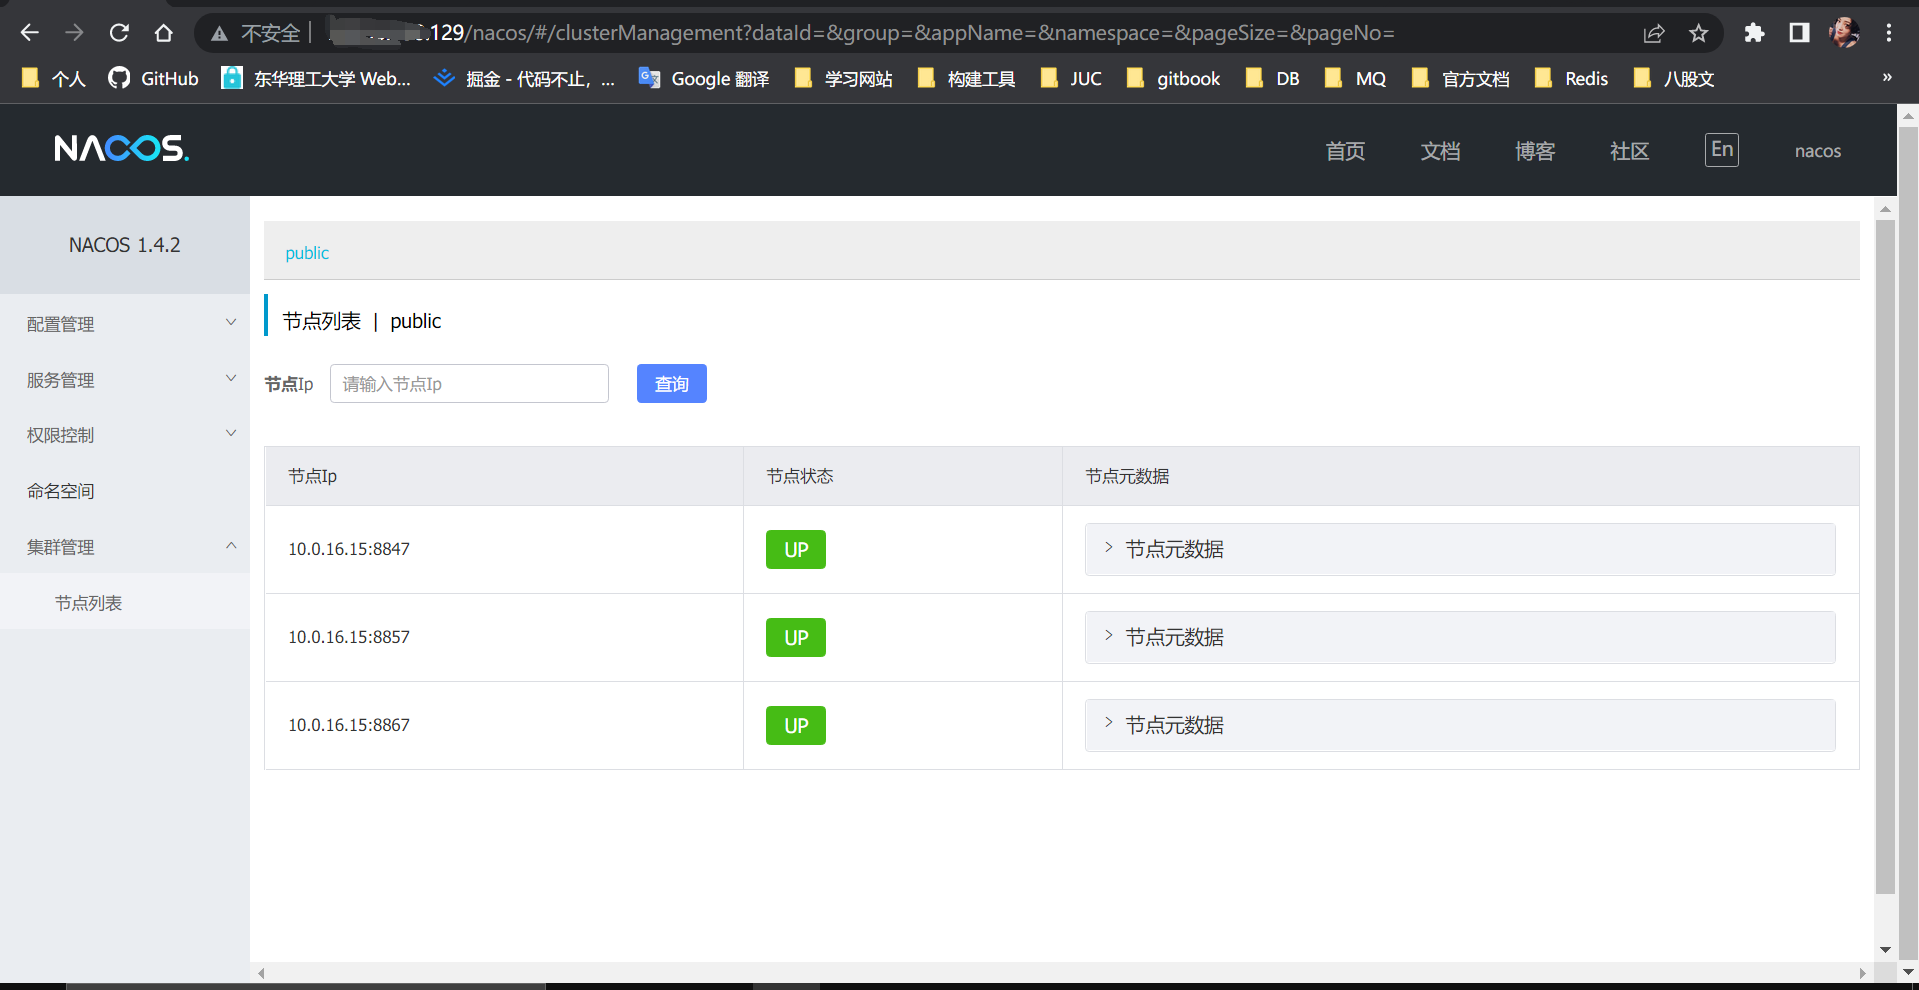 不安全 .129/nacos/#/clusterManagement?dataId=&group=&appName=&namespace=&pageSize=&pageNo=
个人 GitHub 东华理工大学 Web... 掘金 - 代码不止，... Google 翻译 学习网站 构建工具 JUC gitbook DB MQ 官方文档 Redis 八股文 »
NACOS. 首页 文档 博客 社区 En nacos
NACOS 1.4.2
配置管理
服务管理
权限控制
命名空间
集群管理
节点列表
public
节点列表 | public
节点Ip 请输入节点Ip 查询
节点Ip 节点状态 节点元数据
10.0.16.15:8847 UP 节点元数据
10.0.16.15:8857 UP 节点元数据
10.0.16.15:8867 UP 节点元数据